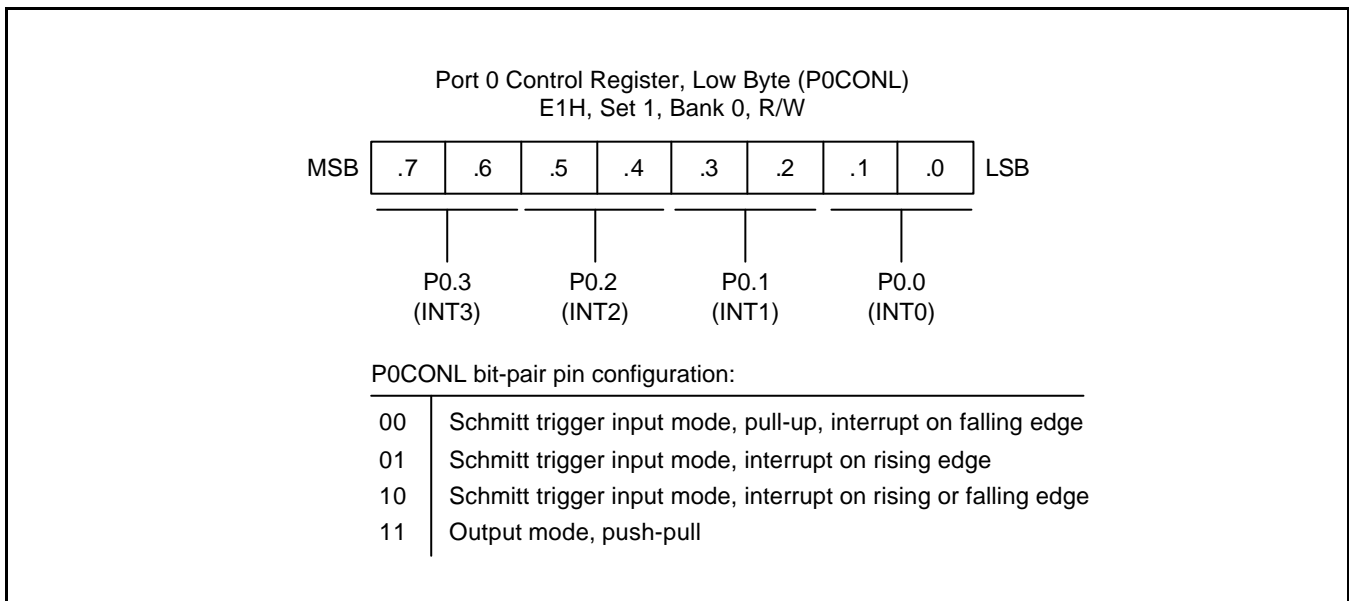 Port 0 Control Register, Low Byte (P0CONL)
E1H, Set 1, Bank 0, R/W
MSB .7 .6 .5 .4 .3 .2 .1 .0 LSB
P0.3 P0.2 P0.1 P0.0
(INT3) (INT2) (INT1) (INT0)
P0CONL bit-pair pin configuration:
00 Schmitt trigger input mode, pull-up, interrupt on falling edge
01 Schmitt trigger input mode, interrupt on rising edge
10 Schmitt trigger input mode, interrupt on rising or falling edge
11 Output mode, push-pull